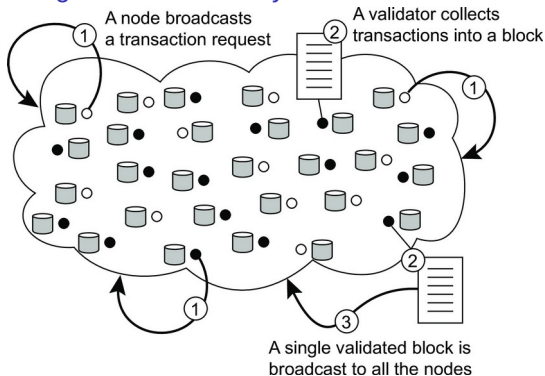 A node broadcasts
a transaction request
1
A validator collects
transactions into a block
2
1
1
2
3
A single validated block is
broadcast to all the nodes